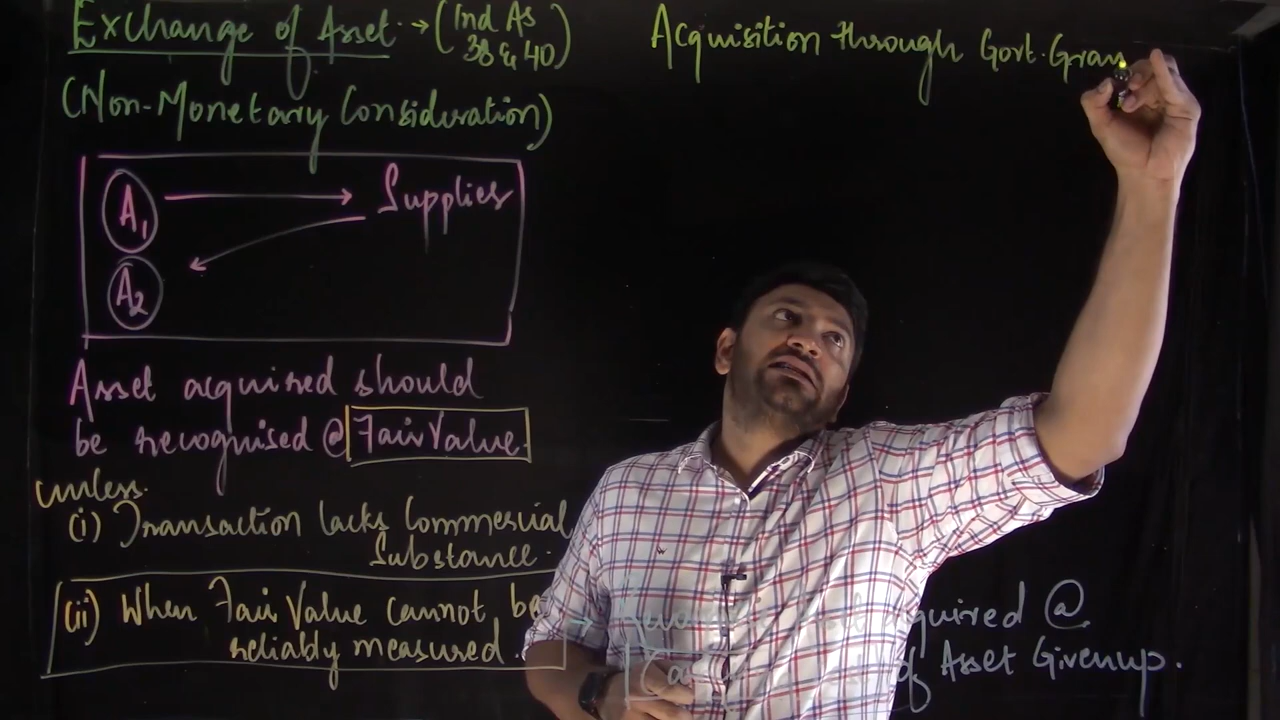 Exchange of Asset → (Ind As 38 & 40)
(Non-Monetary Consideration)
A1 → Supplies
A2
Asset acquired should
be recognised @ Fair Value.
unless.
(i) Transaction lacks Commercial
Substance.
(ii) When Fair Value cannot be
reliably measured.
acquired @
of Asset Givenup.
Acquisition through Govt. Gran